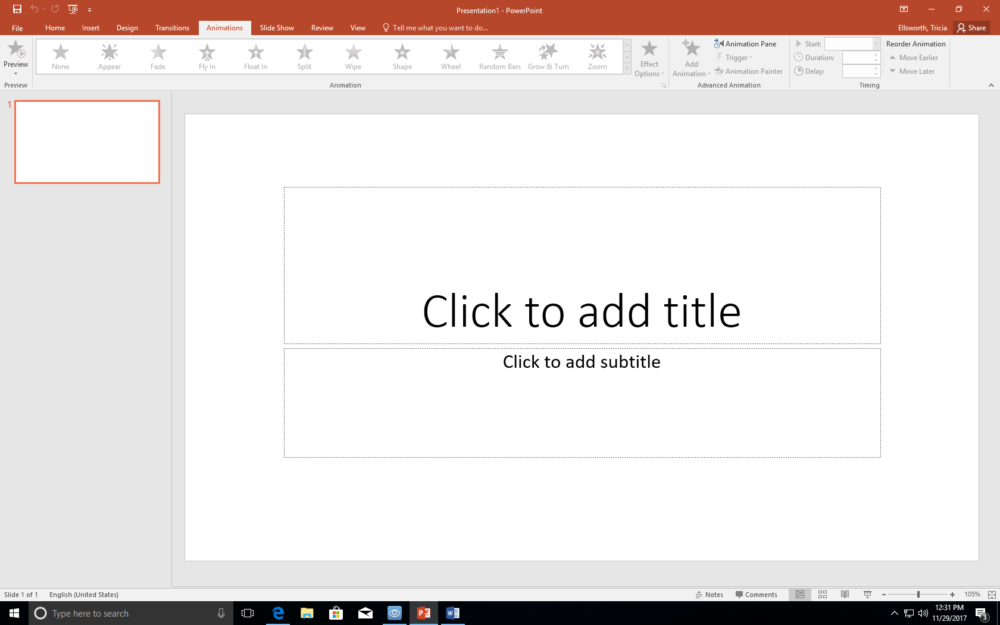 Presentation1 - PowerPoint
File Home Insert Design Transitions Animations Slide Show Review View Tell me what you want to do... Ellsworth, Tricia Share
Preview
Preview
None Appear Fade Fly In Float In Split Wipe Shape Wheel Random Bars Grow & Turn Zoom
Animation
Effect
Options
Add
Animation
Animation Pane
Trigger
Animation Painter
Advanced Animation
Start:
Duration:
Delay:
Reorder Animation
Move Earlier
Move Later
Timing
1
Click to add title
Click to add subtitle
Slide 1 of 1 English (United States) Notes Comments 105%
Type here to search
12:31 PM
11/29/2017
3